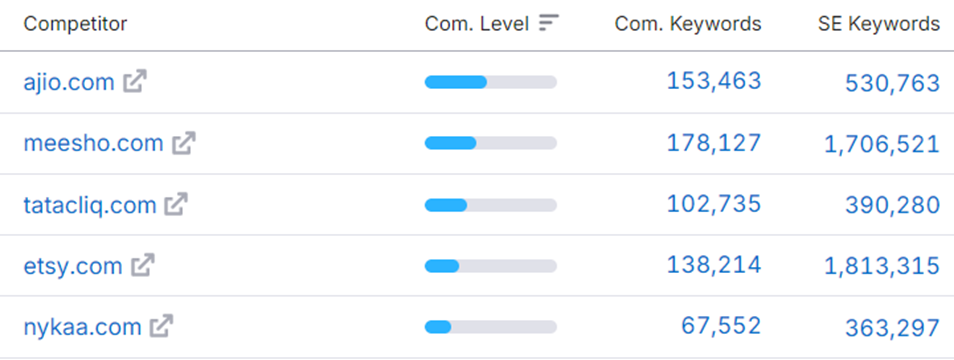 Competitor Com. Level Com. Keywords SE Keywords
ajio.com 153,463 530,763
meesho.com 178,127 1,706,521
tatacliq.com 102,735 390,280
etsy.com 138,214 1,813,315
nykaa.com 67,552 363,297